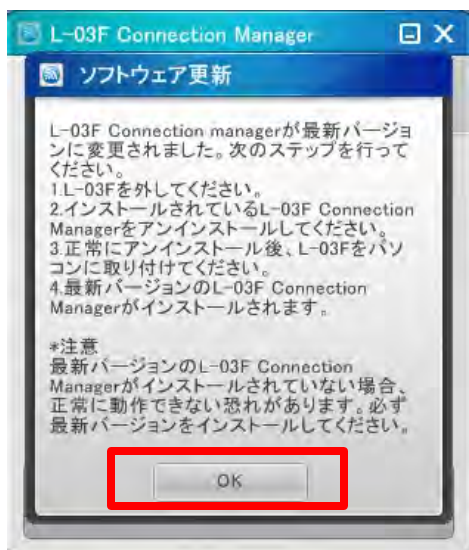 L-03F Connection Manager
ソフトウェア更新
L-03F Connection managerが最新バージョ
ンに変更されました。次のステップを行って
ください。
1.L-03Fを外してください。
2.インストールされているL-03F Connection
Managerをアンインストールしてください。
3.正常にアンインストール後、L-03Fをパソ
コンに取り付けてください。
4.最新バージョンのL-03F Connection
Managerがインストールされます。
*注意
最新バージョンのL-03F Connection
Managerがインストールされていない場合、
正常に動作できない恐れがあります。必ず
最新バージョンをインストールしてください。
OK